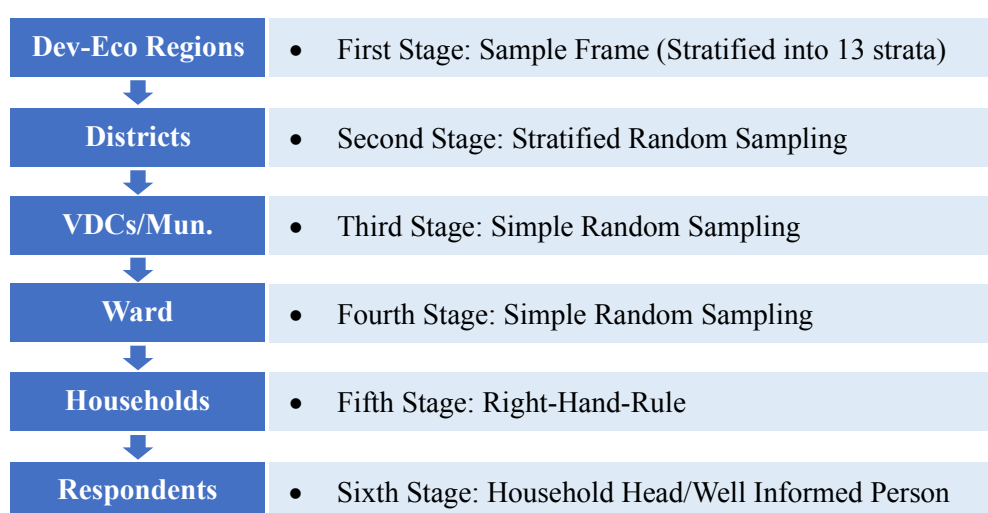 Dev-Eco Regions • First Stage: Sample Frame (Stratified into 13 strata)
Districts • Second Stage: Stratified Random Sampling
VDCs/Mun. • Third Stage: Simple Random Sampling
Ward • Fourth Stage: Simple Random Sampling
Households • Fifth Stage: Right-Hand-Rule
Respondents • Sixth Stage: Household Head/Well Informed Person